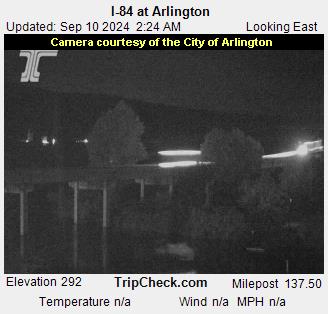 I-84 at Arlington
Updated: Sep 10 2024 2:24 AM Looking East
Camera courtesy of the City of Arlington
Elevation 292 TripCheck.com Milepost 137.50
Temperature n/a Wind n/a MPH n/a